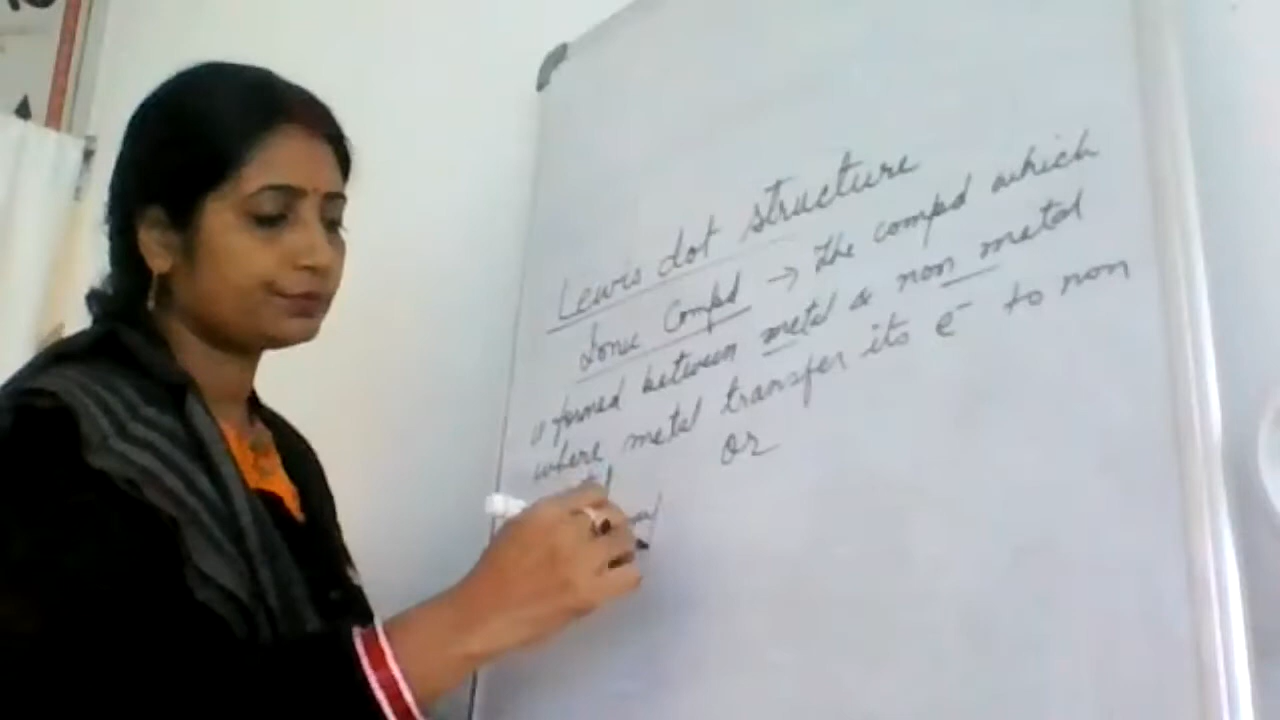 Lewis dot structure
Ionic Compd → The compd which
is formed between metal & non metal
where metal transfer its e⁻ to non
or